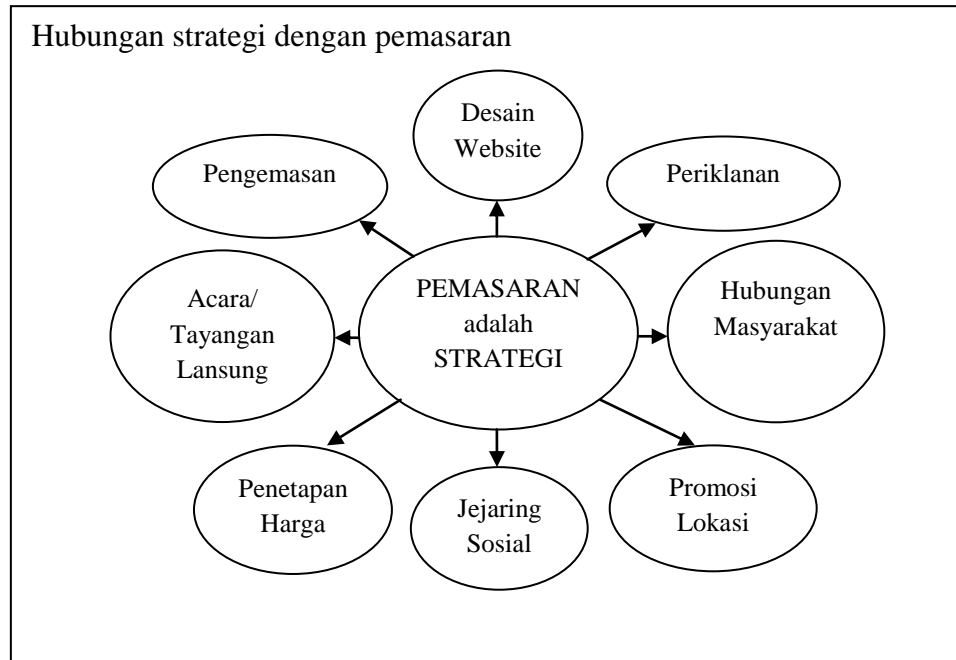 Hubungan strategi dengan pemasaran
Desain
Website
Pengemasan
Periklanan
Acara/
Tayangan
Lansung
PEMASARAN
adalah
STRATEGI
Hubungan
Masyarakat
Penetapan
Harga
Jejaring
Sosial
Promosi
Lokasi